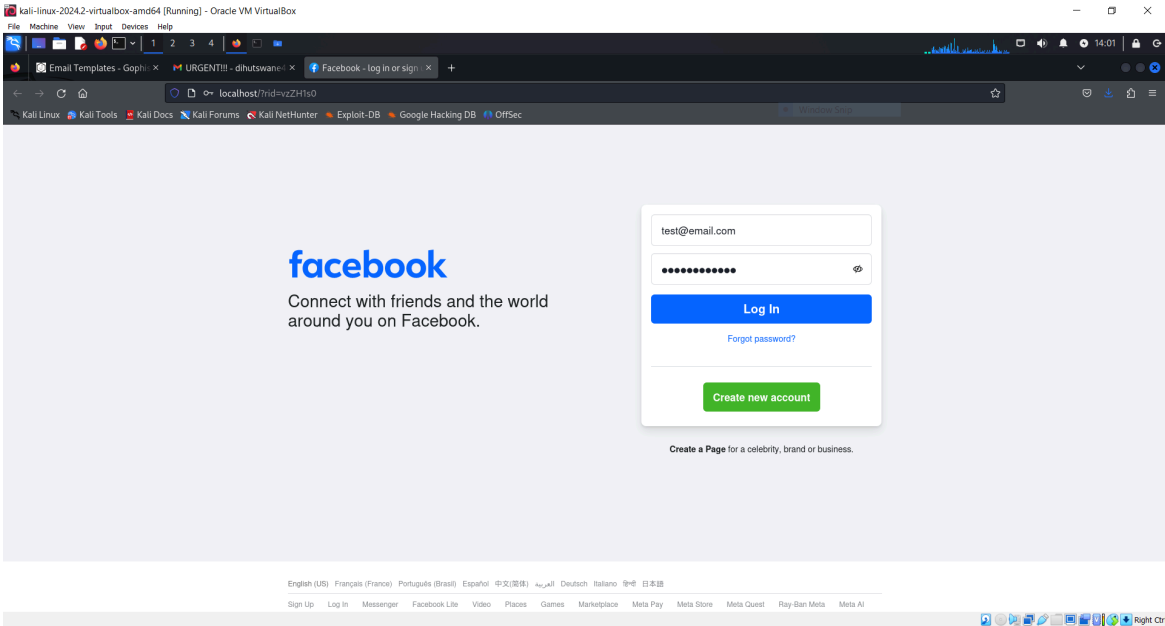 kali-linux-2024.2-virtualbox-amd64 [Running] - Oracle VM VirtualBox
File Machine View Input Devices Help
1 2 3 4 14:01
Email Templates - Gophi URGENT!!! - dihutswane4 Facebook - log in or sign
localhost/?rid=vzZH1s0
Kali Linux Kali Tools Kali Docs Kali Forums Kali NetHunter Exploit-DB Google Hacking DB OffSec
Window Snip
test@email.com
facebook
Connect with friends and the world
around you on Facebook.
Log In
Forgot password?
Create new account
Create a Page for a celebrity, brand or business.
English (US) Français (France) Português (Brasil) Español 中文(简体) العربية Deutsch Italiano हिन्दी 日本語
Sign Up Log In Messenger Facebook Lite Video Places Games Marketplace Meta Pay Meta Store Meta Quest Ray-Ban Meta Meta AI
Right Ctr